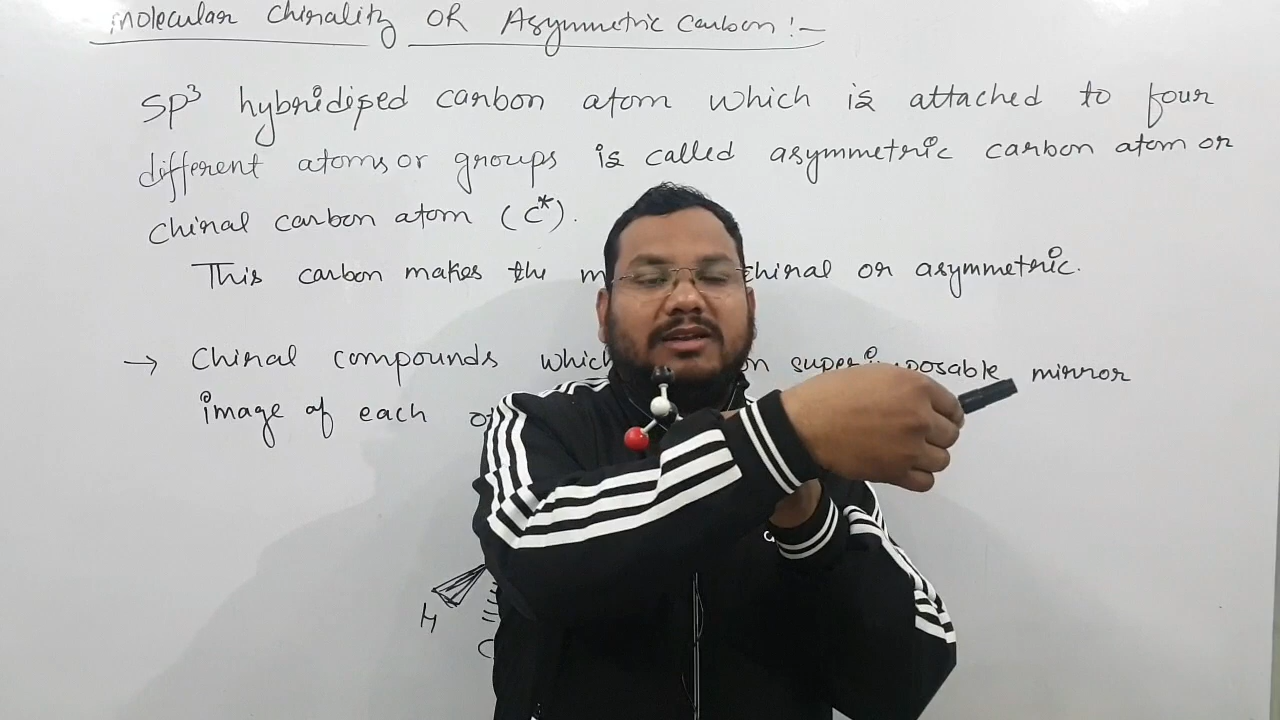 Molecular Chirality OR Asymmetric Carbon :-
SP³ hybridised carbon atom which is attached to four
different atoms or groups is called asymmetric carbon atom or
chiral carbon atom (C*).
This carbon makes the m chiral or asymmetric.
→ Chiral compounds which on superimposable mirror
image of each o
H
C